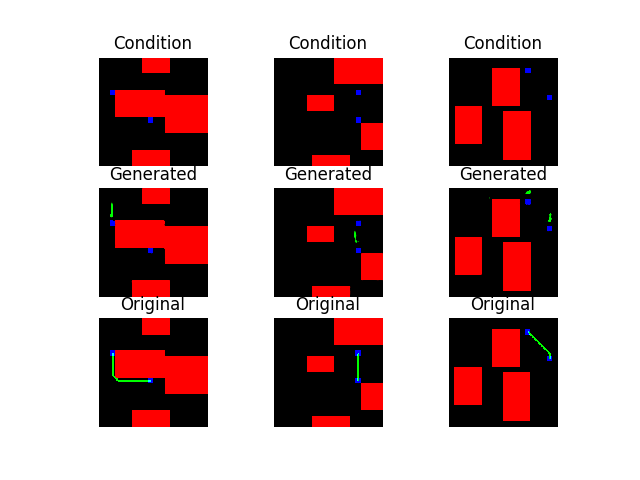 Condition Condition Condition
Generated Generated Generated
Original Original Original